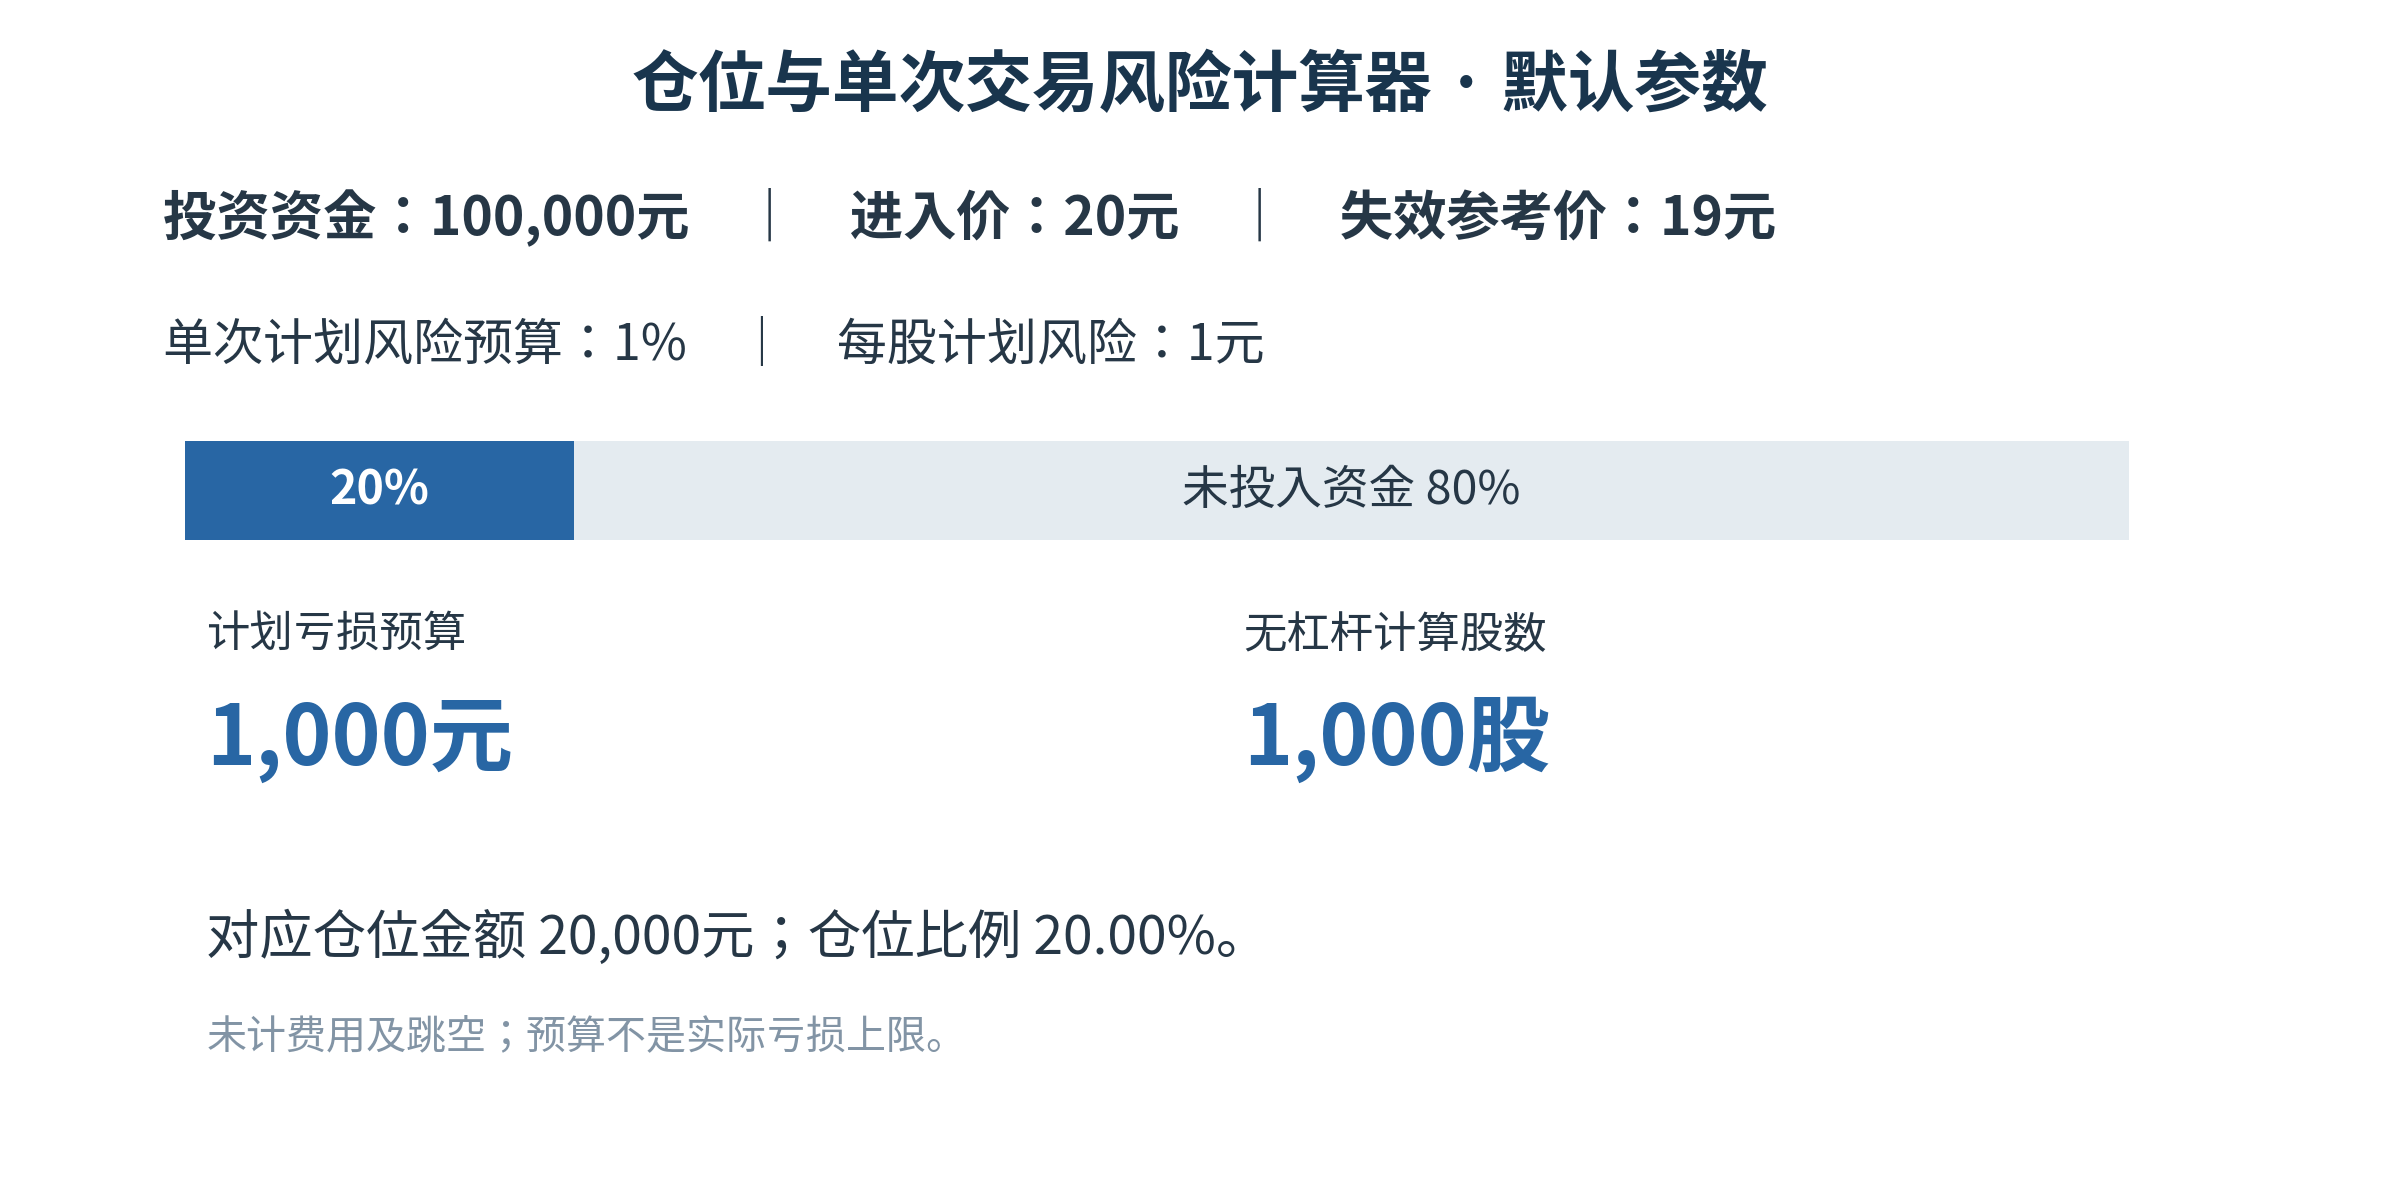 仓位与单次交易风险计算器 · 默认参数
投资资金：100,000元 ｜ 进入价：20元 ｜ 失效参考价：19元
单次计划风险预算：1% ｜ 每股计划风险：1元
20% 未投入资金 80%
计划亏损预算 无杠杆计算股数
1,000元 1,000股
对应仓位金额 20,000元；仓位比例 20.00%。
未计费用及跳空；预算不是实际亏损上限。